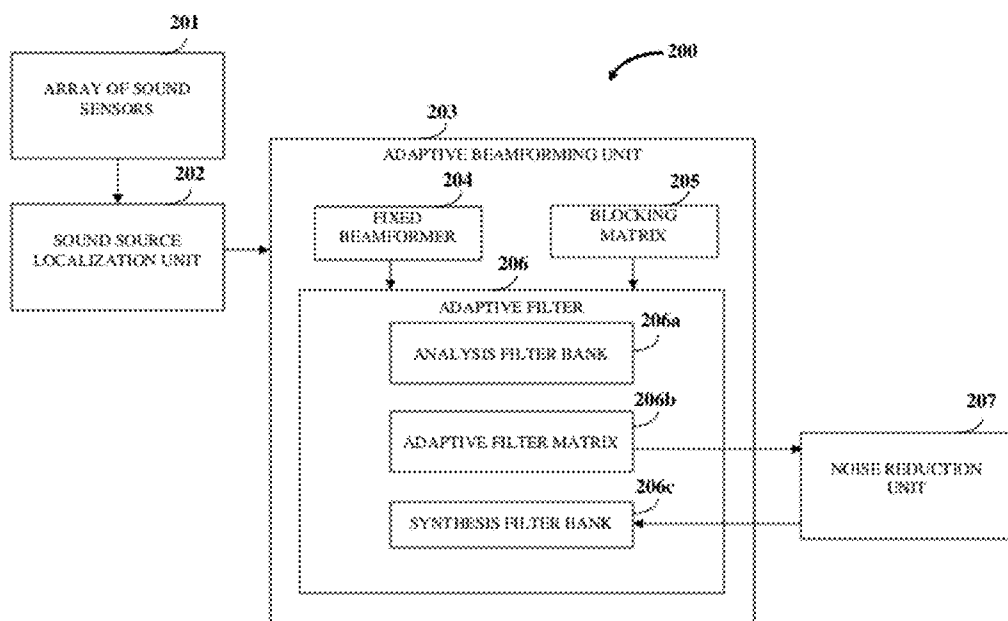 201
ARRAY OF SOUND
SENSORS
200
203
ADAPTIVE BEAMFORMING UNIT
202
SOUND SOURCE
LOCALIZATION UNIT
204
FIXED
BEAMFORMER
205
BLOCKING
MATRIX
206
ADAPTIVE FILTER
206a
ANALYSIS FILTER BANK
206b
ADAPTIVE FILTER MATRIX
207
NOISE REDUCTION
UNIT
206c
SYNTHESIS FILTER BANK